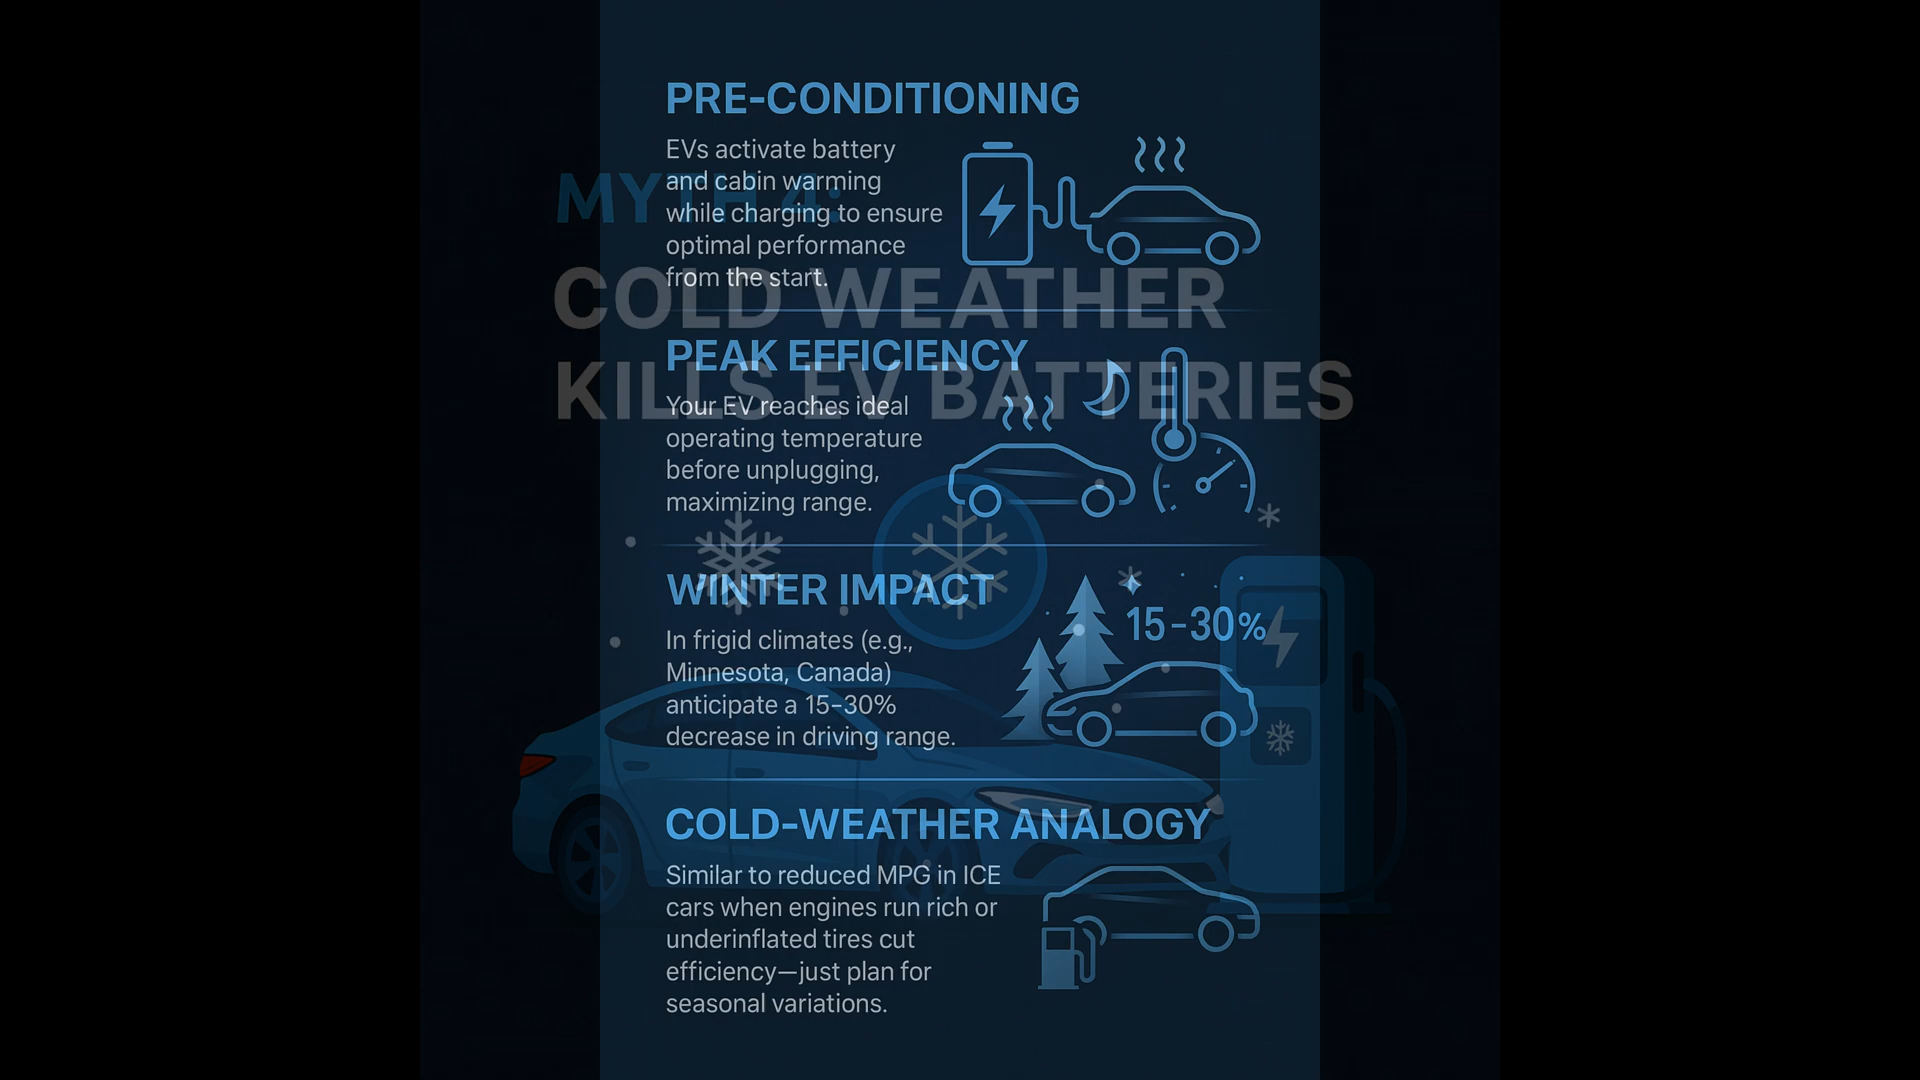 MYTH 4:
COLD WEATHER
KILLS EV BATTERIES
PRE-CONDITIONING
EVs activate battery
and cabin warming
while charging to ensure
optimal performance
from the start.
PEAK EFFICIENCY
Your EV reaches ideal
operating temperature
before unplugging,
maximizing range.
WINTER IMPACT
In frigid climates (e.g.,
Minnesota, Canada)
anticipate a 15-30%
decrease in driving range.
15-30%
COLD-WEATHER ANALOGY
Similar to reduced MPG in ICE
cars when engines run rich or
underinflated tires cut
efficiency—just plan for
seasonal variations.